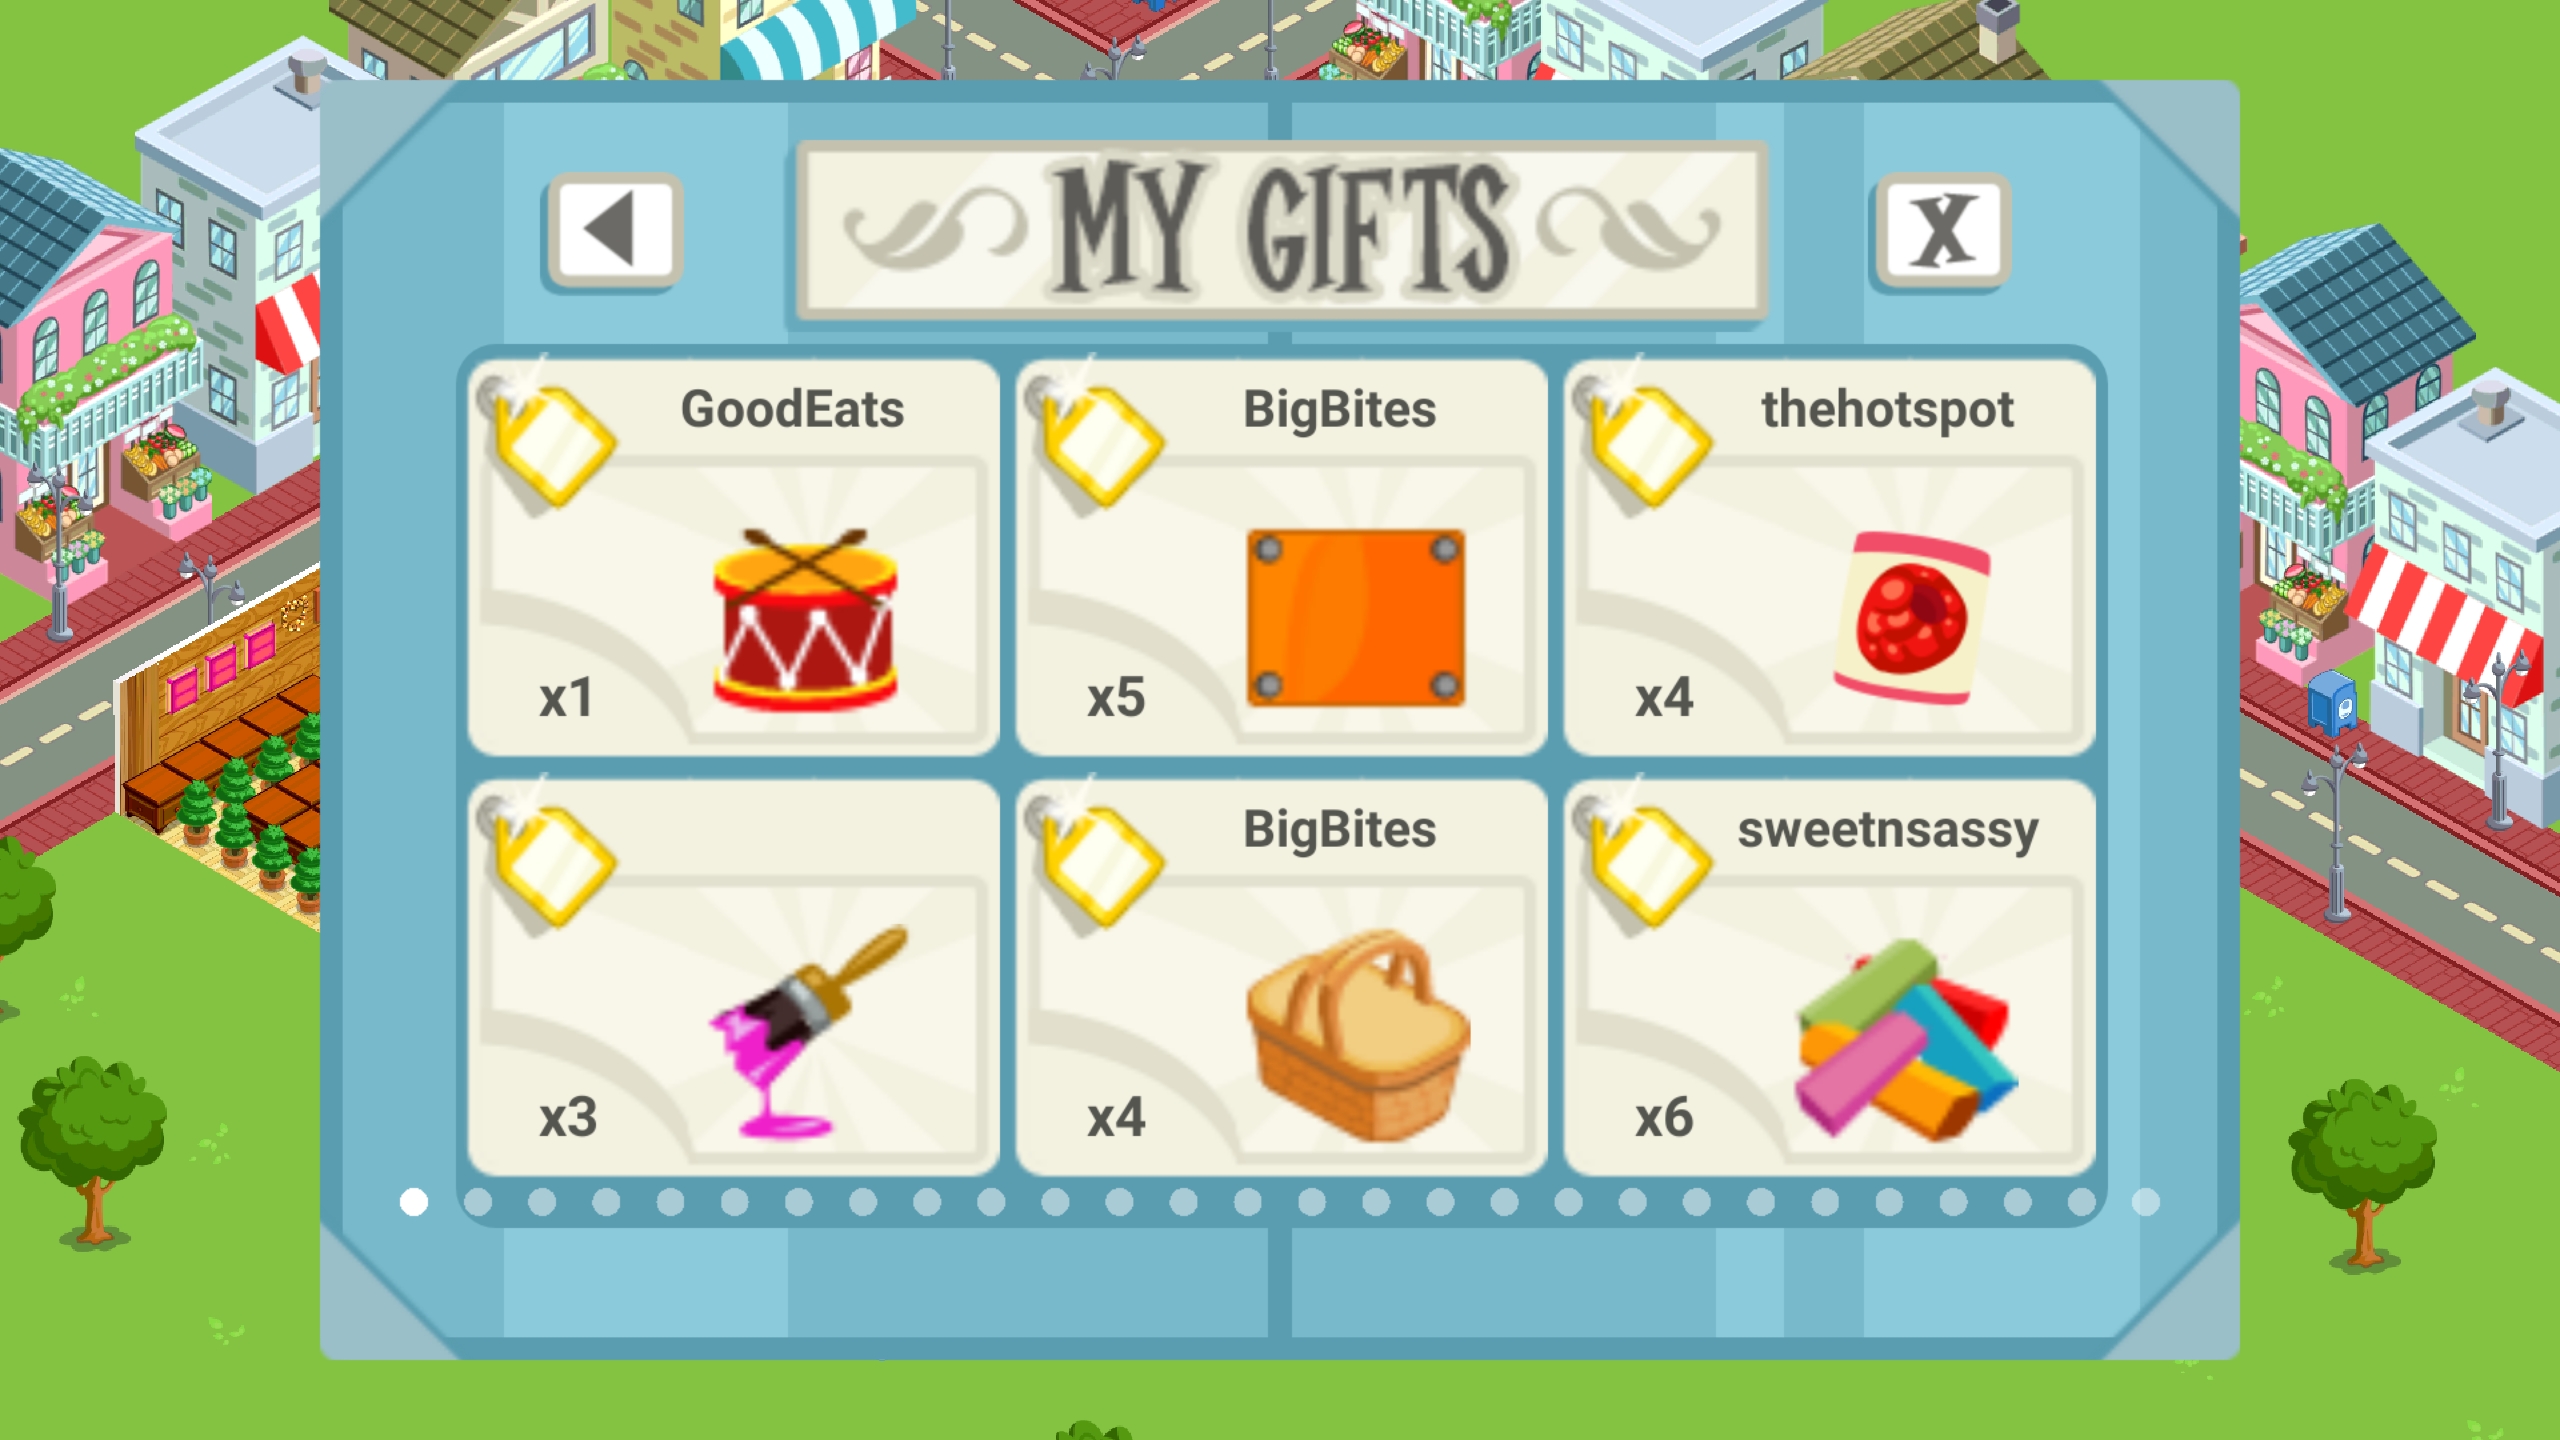 MY GIFTS
X
GoodEats
x1
BigBites
x5
thehotspot
x4
x3
BigBites
x4
sweetnsassy
x6